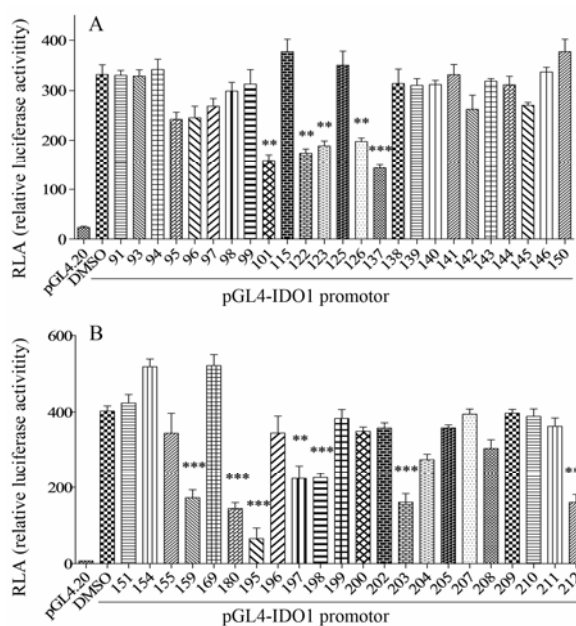 A
RLA (relative luciferase activitity)
400
300
200
100
0
** ** ** ** ***
pGL4.20 DMSO 91 93 94 95 96 97 98 99 101 115 122 123 125 126 137 138 139 140 141 142 143 144 145 146 150
pGL4-IDO1 promotor
B
RLA (relative luciferase activitity)
600
400
200
0
*** *** *** ** *** *** **
pGL4.20 DMSO 151 154 155 159 169 180 195 196 197 198 199 200 202 203 204 205 207 208 209 210 211 212
pGL4-IDO1 promotor